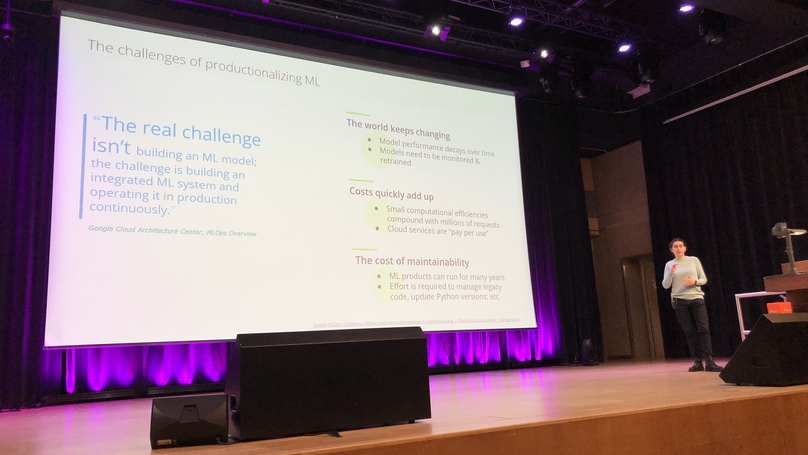 The challenges of productionalizing ML
“The real challenge
isn’t building an ML model;
the challenge is building an
integrated ML system and
operating it in production
continuously.”
Google Cloud Architecture Center; MLOps Overview
The world keeps changing
● Model performance decays over time
● Models need to be monitored &
retrained
Costs quickly add up
● Small computational efficiencies
compound with millions of requests
● Cloud services are “pay per use”
The cost of maintainability
● ML products can run for many years
● Effort is required to manage legacy
code, update Python versions; etc.